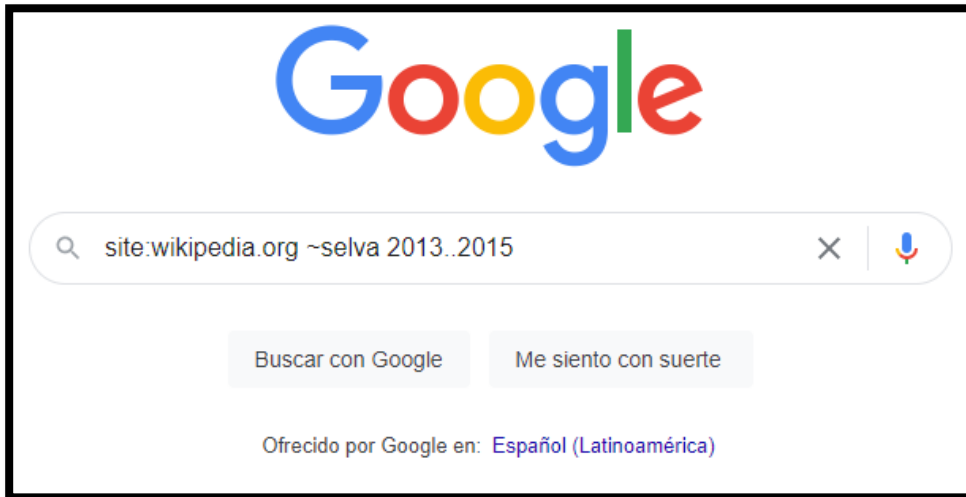 Google
site:wikipedia.org ~selva 2013..2015
Buscar con Google Me siento con suerte
Ofrecido por Google en: Español (Latinoamérica)